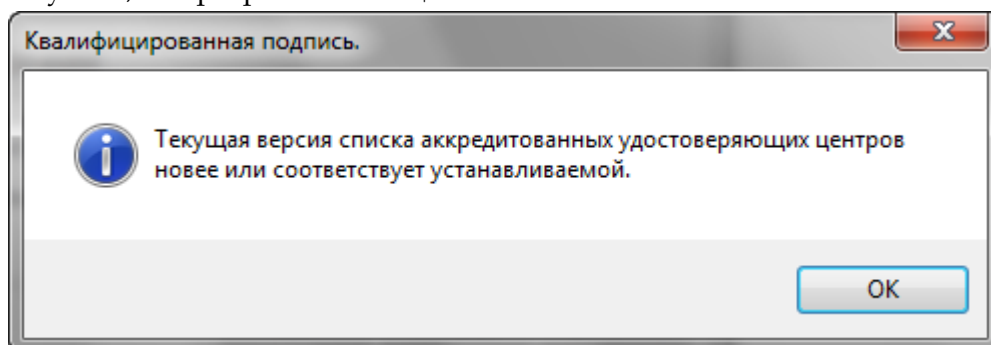 Квалифицированная подпись.
Текущая версия списка аккредитованных удостоверяющих центров
новее или соответствует устанавливаемой.
OK